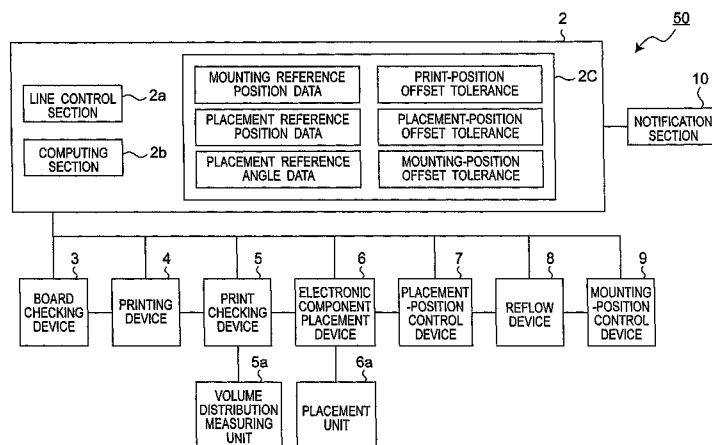 50
2
2C
10
LINE CONTROL
SECTION
2a
COMPUTING
SECTION
2b
MOUNTING REFERENCE
POSITION DATA
PRINT-POSITION
OFFSET TOLERANCE
PLACEMENT REFERENCE
POSITION DATA
PLACEMENT-POSITION
OFFSET TOLERANCE
PLACEMENT REFERENCE
ANGLE DATA
MOUNTING-POSITION
OFFSET TOLERANCE
NOTIFICATION
SECTION
3
BOARD
CHECKING
DEVICE
4
PRINTING
DEVICE
5
PRINT
CHECKING
DEVICE
6
ELECTRONIC
COMPONENT
PLACEMENT
DEVICE
7
PLACEMENT
-POSITION
CONTROL
DEVICE
8
REFLOW
DEVICE
9
MOUNTING-
POSITION
CONTROL
DEVICE
5a
VOLUME
DISTRIBUTION
MEASURING
UNIT
6a
PLACEMENT
UNIT